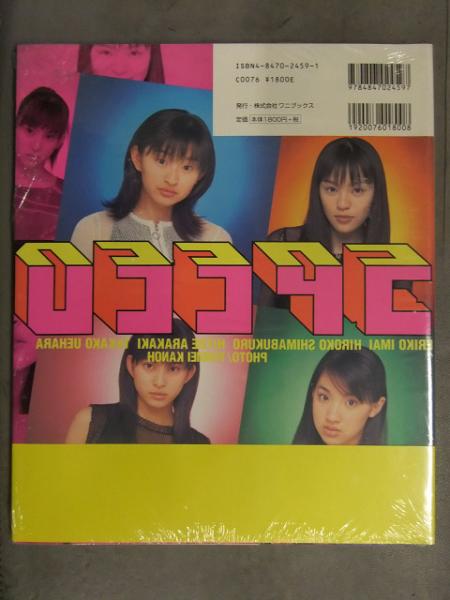 ISBN4-8470-2459-1
C0076 ¥1800E
9784847024597
発行・株式会社ワニブックス
定価 本体1800円+税
1920076018008
ERIKO IMAI HIROKO SHIMABUKURO HITOE ARAKAKI TAKAKO UEHARA
PHOTO/TENMEI KANOH